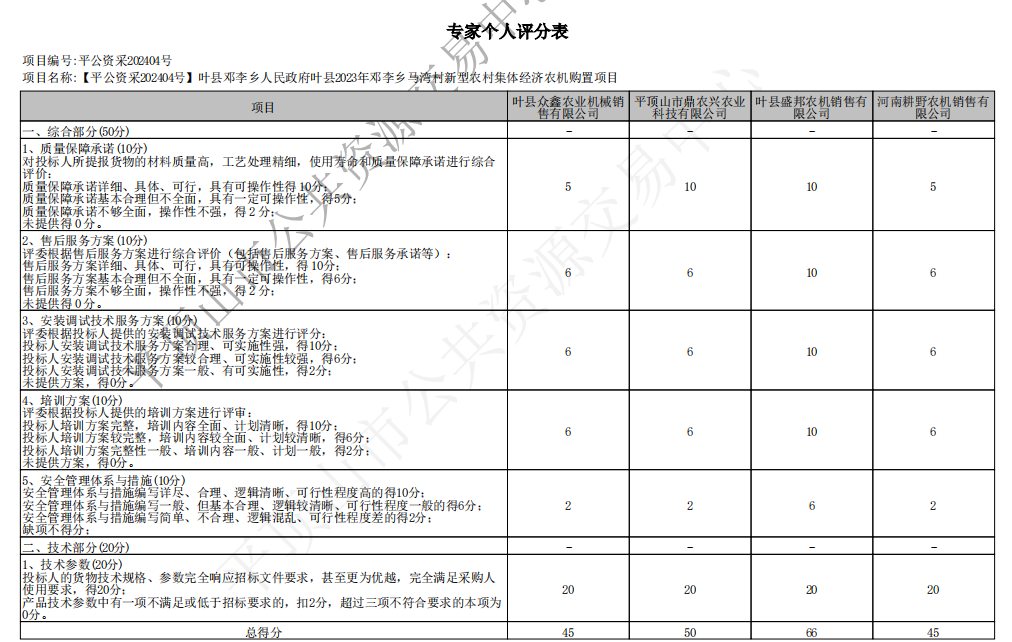 专家个人评分表
项目编号:平公资采202404号
项目名称:【平公资采202404号】叶县邓李乡人民政府叶县2023年邓李乡马湾村新型农村集体经济农机购置项目
项目 叶县众鑫农业机械销售有限公司 平顶山市鼎农兴农业科技有限公司 叶县盛邦农机销售有限公司 河南耕野农机销售有限公司
一、综合部分(50分) - - - -
1、质量保障承诺(10分)
对投标人所提报货物的材料质量高,工艺处理精细,使用寿命和质量保障承诺进行综合
评价:
质量保障承诺详细、具体、可行,具有可操作性得10分;
质量保障承诺基本合理但不全面,具有一定可操作性,得5分;
质量保障承诺不够全面,操作性不强,得2分;
未提供得0分。
5 10 10 5
2、售后服务方案(10分)
评委根据售后服务方案进行综合评价(包括售后服务方案、售后服务承诺等):
售后服务方案详细、具体、可行,具有可操作性,得10分;
售后服务方案基本合理但不全面,具有一定可操作性,得6分;
售后服务方案不够全面,操作性不强,得2分;
未提供得0分。
6 6 10 6
3、安装调试技术服务方案(10分)
评委根据投标人提供的安装调试技术服务方案进行评分;
投标人安装调试技术服务方案合理、可实施性强,得10分;
投标人安装调试技术服务方案较合理、可实施性较强,得6分;
投标人安装调试技术服务方案一般、有可实施性,得2分;
未提供方案,得0分。
6 6 10 6
4、培训方案(10分)
评委根据投标人提供的培训方案进行评审:
投标人培训方案完整,培训内容全面、计划清晰,得10分;
投标人培训方案较完整,培训内容较全面、计划较清晰,得6分;
投标人培训方案完整性一般、培训内容一般、计划一般,得2分;
未提供方案,得0分。
6 6 10 6
5、安全管理体系与措施(10分)
安全管理体系与措施编写详尽、合理、逻辑清晰、可行性程度高的得10分;
安全管理体系与措施编写一般、但基本合理、逻辑较清晰、可行性程度一般的得6分;
安全管理体系与措施编写简单、不合理、逻辑混乱、可行性程度差的得2分;
缺项不得分;
2 2 6 2
二、技术部分(20分) - - - -
1、技术参数(20分)
投标人的货物技术规格、参数完全响应招标文件要求,甚至更为优越,完全满足采购人
使用要求,得20分;
产品技术参数中有一项不满足或低于招标要求的,扣2分,超过三项不符合要求的本项为
0分。
20 20 20 20
总得分 45 50 66 45
平顶山市公共资源交易中心
平顶山市公共资源交易中心